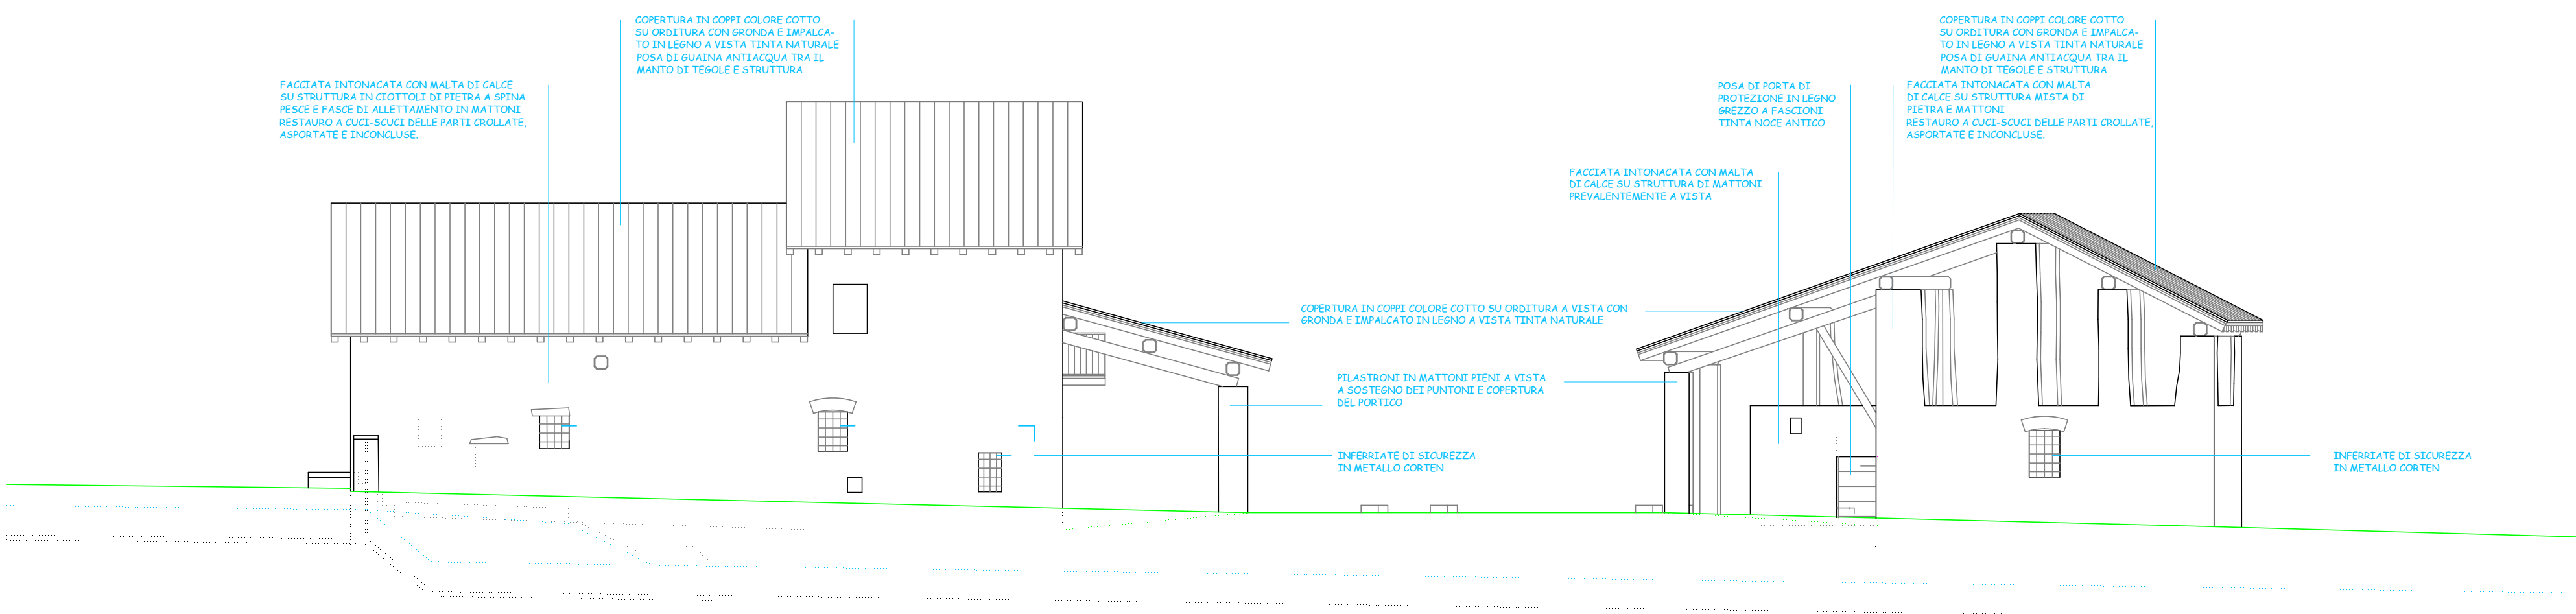 COPERTURA IN COPPI COLORE COTTO
SU ORDITURA CON GRONDA E IMPALCA-
TO IN LEGNO A VISTA TINTA NATURALE
POSA DI GUAINA ANTIACQUA TRA IL
MANTO DI TEGOLE E STRUTTURA
FACCIATA INTONACATA CON MALTA DI CALCE
SU STRUTTURA IN CIOTTOLI DI PIETRA A SPINA
PESCE E FASCE DI ALLETTAMENTO IN MATTONI
RESTAURO A CUCI-SCUCI DELLE PARTI CROLLATE,
ASPORTATE E INCONCLUSE.
COPERTURA IN COPPI COLORE COTTO
SU ORDITURA CON GRONDA E IMPALCA-
TO IN LEGNO A VISTA TINTA NATURALE
POSA DI GUAINA ANTIACQUA TRA IL
MANTO DI TEGOLE E STRUTTURA
POSA DI PORTA DI
PROTEZIONE IN LEGNO
GREZZO A FASCIONI
TINTA NOCE ANTICO
FACCIATA INTONACATA CON MALTA
DI CALCE SU STRUTTURA MISTA DI
PIETRA E MATTONI
RESTAURO A CUCI-SCUCI DELLE PARTI CROLLATE,
ASPORTATE E INCONCLUSE.
FACCIATA INTONACATA CON MALTA
DI CALCE SU STRUTTURA DI MATTONI
PREVALENTEMENTE A VISTA
COPERTURA IN COPPI COLORE COTTO SU ORDITURA A VISTA CON
GRONDA E IMPALCATO IN LEGNO A VISTA TINTA NATURALE
PILASTRONI IN MATTONI PIENI A VISTA
A SOSTEGNO DEI PUNTONI E COPERTURA
DEL PORTICO
INFERRIATE DI SICUREZZA
IN METALLO CORTEN
INFERRIATE DI SICUREZZA
IN METALLO CORTEN